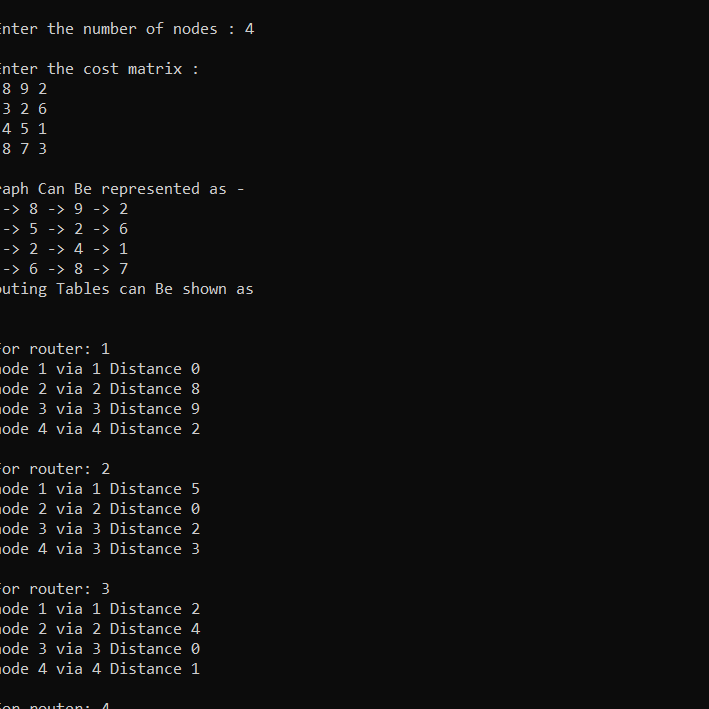 Enter the number of nodes : 4
Enter the cost matrix :
8 9 2
3 2 6
4 5 1
8 7 3
raph Can Be represented as -
-> 8 -> 9 -> 2
-> 5 -> 2 -> 6
-> 2 -> 4 -> 1
-> 6 -> 8 -> 7
outing Tables can Be shown as
For router: 1
node 1 via 1 Distance 0
node 2 via 2 Distance 8
node 3 via 3 Distance 9
node 4 via 4 Distance 2
For router: 2
node 1 via 1 Distance 5
node 2 via 2 Distance 0
node 3 via 3 Distance 2
node 4 via 3 Distance 3
For router: 3
node 1 via 1 Distance 2
node 2 via 2 Distance 4
node 3 via 3 Distance 0
node 4 via 4 Distance 1
For router: 4